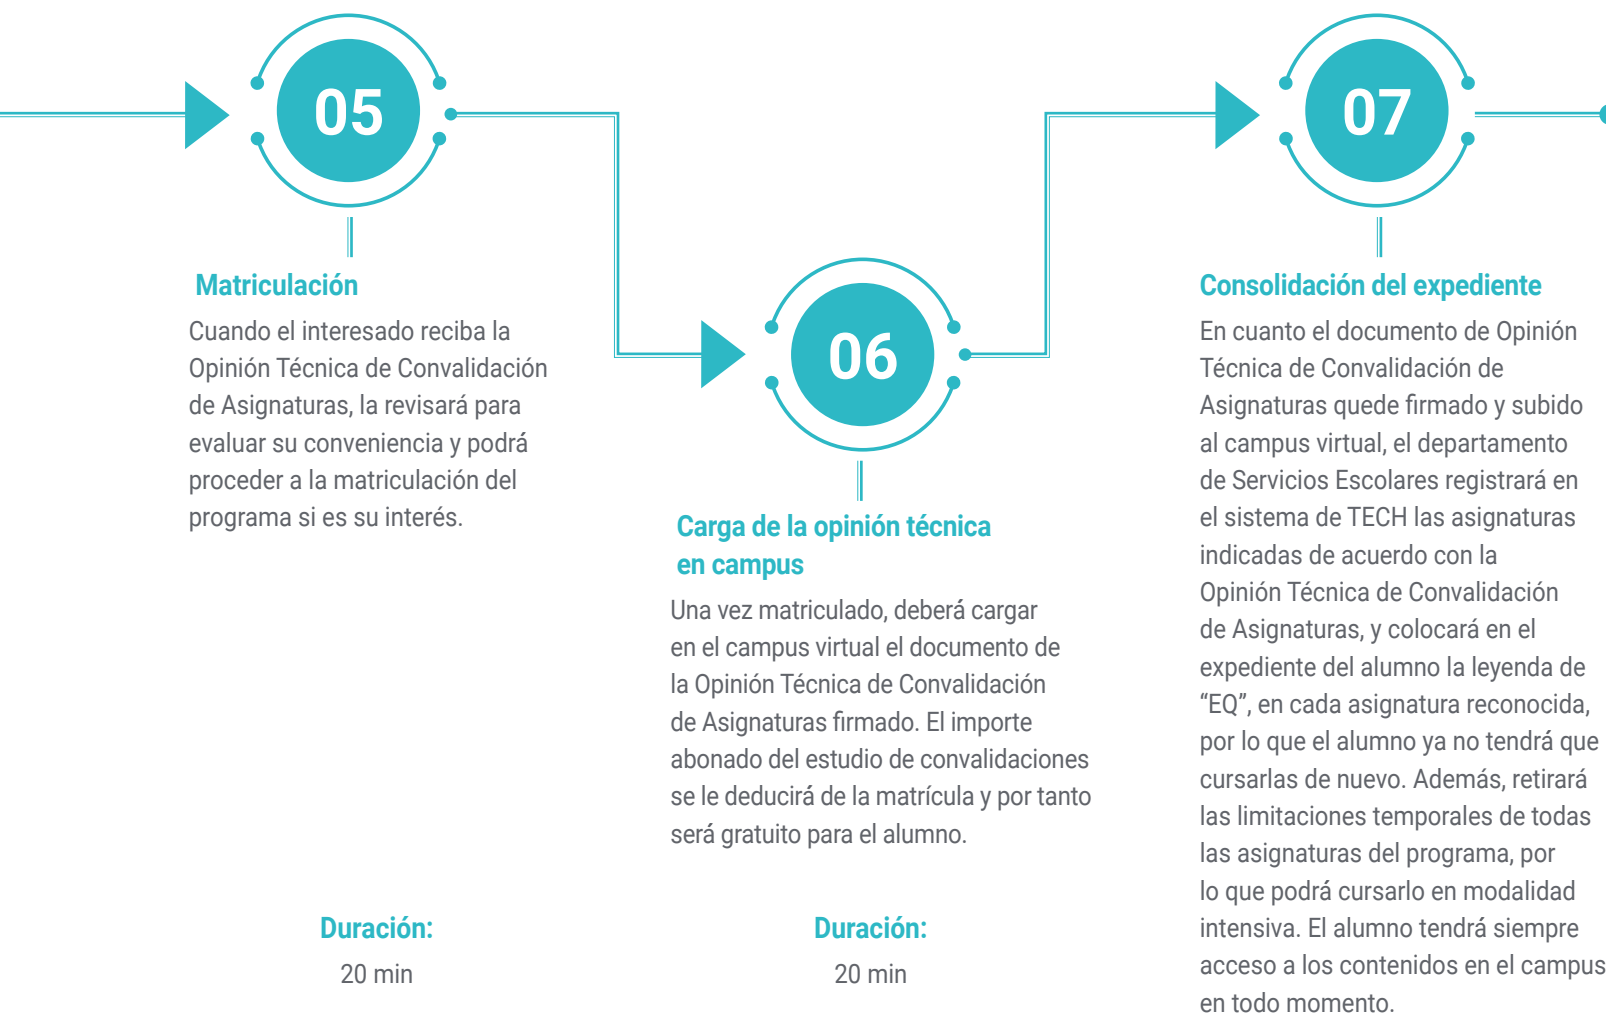 05
Matriculación
Cuando el interesado reciba la
Opinión Técnica de Convalidación
de Asignaturas, la revisará para
evaluar su conveniencia y podrá
proceder a la matriculación del
programa si es su interés.
Duración:
20 min
06
Carga de la opinión técnica
en campus
Una vez matriculado, deberá cargar
en el campus virtual el documento de
la Opinión Técnica de Convalidación
de Asignaturas firmado. El importe
abonado del estudio de convalidaciones
se le deducirá de la matrícula y por tanto
será gratuito para el alumno.
Duración:
20 min
07
Consolidación del expediente
En cuanto el documento de Opinión
Técnica de Convalidación de
Asignaturas quede firmado y subido
al campus virtual, el departamento
de Servicios Escolares registrará en
el sistema de TECH las asignaturas
indicadas de acuerdo con la
Opinión Técnica de Convalidación
de Asignaturas, y colocará en el
expediente del alumno la leyenda de
“EQ”, en cada asignatura reconocida,
por lo que el alumno ya no tendrá que
cursarlas de nuevo. Además, retirará
las limitaciones temporales de todas
las asignaturas del programa, por
lo que podrá cursarlo en modalidad
intensiva. El alumno tendrá siempre
acceso a los contenidos en el campus
en todo momento.